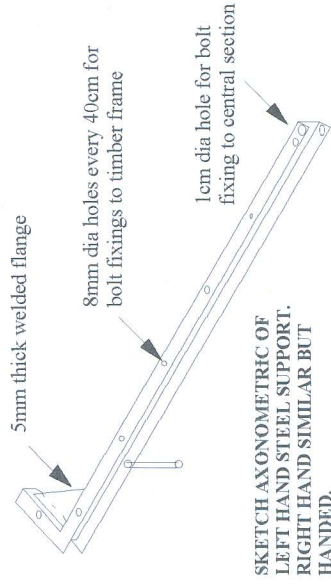 5mm thick welded flange
8mm dia holes every 40cm for
bolt fixings to timber frame
1cm dia hole for bolt
fixing to central section
SKETCH AXONOMETRIC OF
LEFT HAND STEEL SUPPORT.
RIGHT HAND SIMILAR BUT
HANDED.